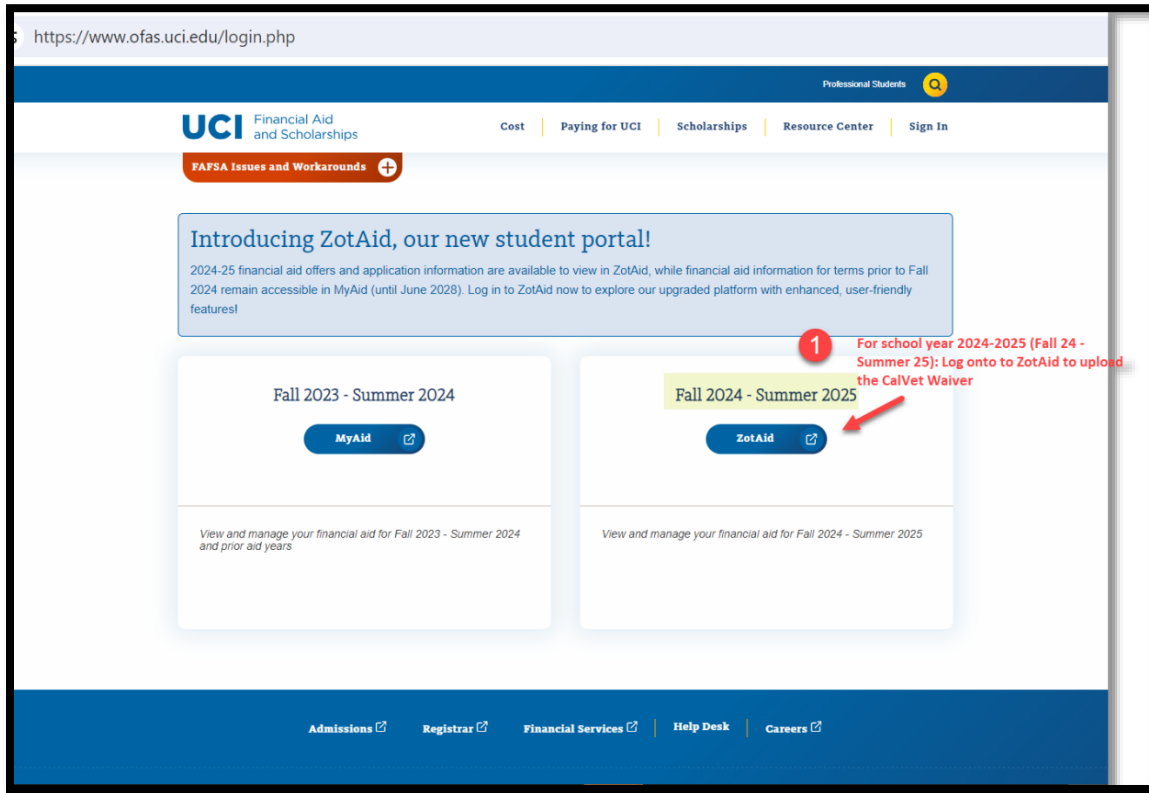 https://www.ofas.uci.edu/login.php
Professional Students
UCI Financial Aid
and Scholarships
Cost
Paying for UCI
Scholarships
Resource Center
Sign In
FAFSA Issues and Workarounds
Introducing ZotAid, our new student portal!
2024-25 financial aid offers and application information are available to view in ZotAid, while financial aid information for terms prior to Fall
2024 remain accessible in MyAid (until June 2028). Log in to ZotAid now to explore our upgraded platform with enhanced, user-friendly
features!
1
For school year 2024-2025 (Fall 24 -
Summer 25): Log onto to ZotAid to upload
the CalVet Waiver
Fall 2023 - Summer 2024
MyAid
View and manage your financial aid for Fall 2023 - Summer 2024
and prior aid years
Fall 2024 - Summer 2025
ZotAid
View and manage your financial aid for Fall 2024 - Summer 2025
Admissions
Registrar
Financial Services
Help Desk
Careers